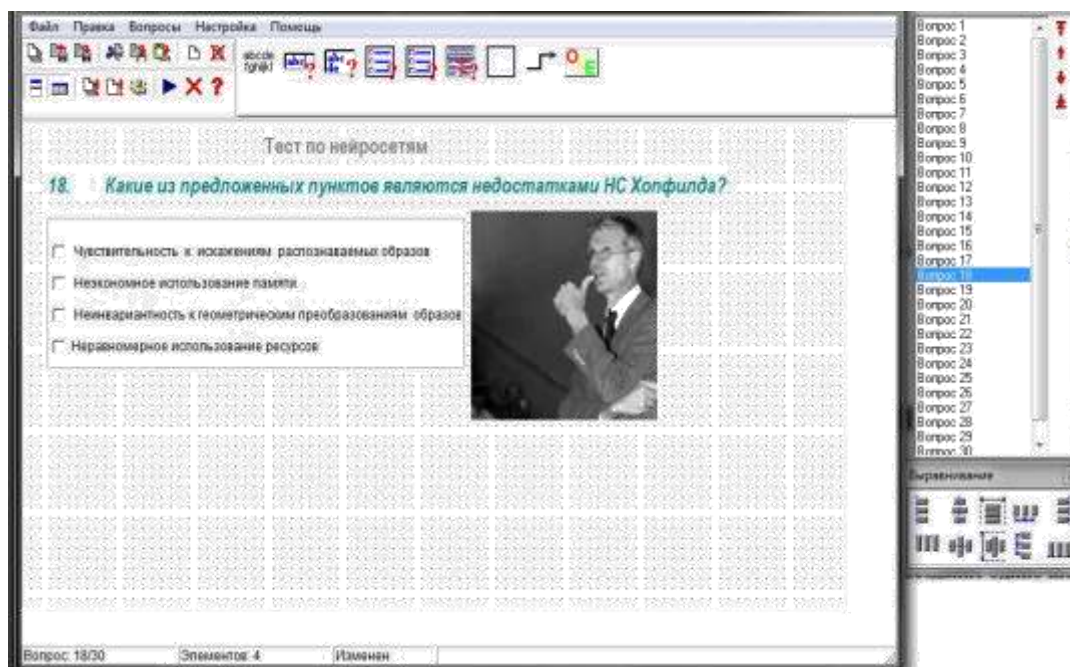 Файл Правка Вопросы Настройка Помощь
abcde
fghijkl
Тест по нейросетям
18. Какие из предложенных пунктов являются недостатками НС Хопфилда?
Чувствительность к искажениям распознаваемых образов
Неэкономное использование памяти
Неинвариантность к геометрическим преобразованиям образов
Неравномерное использование ресурсов
Вопрос: 18/30 Элементов: 4 Изменен
Вопрос 1
Вопрос 2
Вопрос 3
Вопрос 4
Вопрос 5
Вопрос 6
Вопрос 7
Вопрос 8
Вопрос 9
Вопрос 10
Вопрос 11
Вопрос 12
Вопрос 13
Вопрос 14
Вопрос 15
Вопрос 16
Вопрос 17
Вопрос 18
Вопрос 19
Вопрос 20
Вопрос 21
Вопрос 22
Вопрос 23
Вопрос 24
Вопрос 25
Вопрос 26
Вопрос 27
Вопрос 28
Вопрос 29
Вопрос 30
Выравнивание